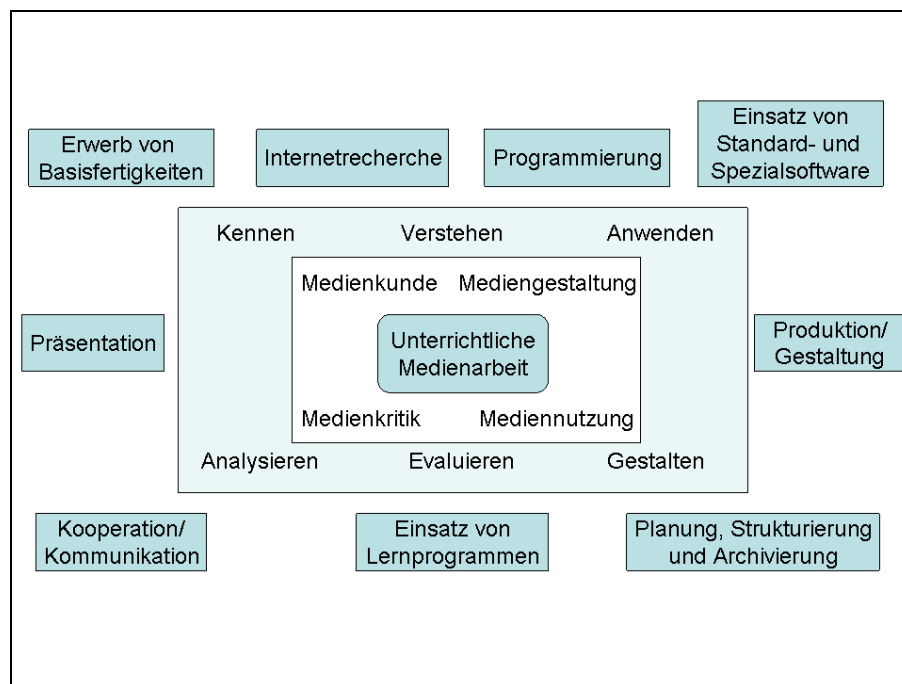 Erwerb von
Basisfertigkeiten
Internetrecherche
Programmierung
Einsatz von
Standard- und
Spezialsoftware
Kennen
Verstehen
Anwenden
Medienkunde
Mediengestaltung
Präsentation
Unterrichtliche
Medienarbeit
Produktion/
Gestaltung
Medienkritik
Mediennutzung
Analysieren
Evaluieren
Gestalten
Kooperation/
Kommunikation
Einsatz von
Lernprogrammen
Planung, Strukturierung
und Archivierung